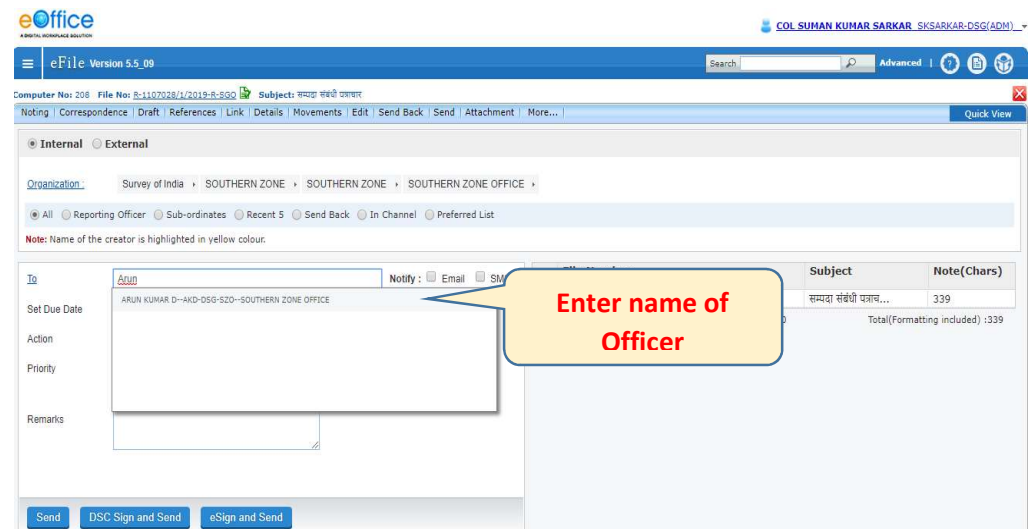 eOffice
A DIGITAL WORKPLACE SOLUTION
COL SUMAN KUMAR SARKAR SKSARKAR-DSG(ADM)
eFile Version 5.5_09
Search
Advanced |
Computer No: 208 File No: R-1107028/1/2019-R-SGO Subject: सम्पदा संबंधी पत्राचार
Noting | Correspondence | Draft | References | Link | Details | Movements | Edit | Send Back | Send | Attachment | More... |
Quick View
Internal External
Organization : Survey of India › SOUTHERN ZONE › SOUTHERN ZONE › SOUTHERN ZONE OFFICE ›
All Reporting Officer Sub-ordinates Recent 5 Send Back In Channel Preferred List
Note: Name of the creator is highlighted in yellow colour.
To Arun Notify : Email
ARUN KUMAR D--AKD-DSG-SZO--SOUTHERN ZONE OFFICE
Set Due Date
Action
Priority
Remarks
Send DSC Sign and Send eSign and Send
Enter name of
Officer
Subject Note(Chars)
सम्पदा संबंधी पत्राच... 339
Total(Formatting included) :339